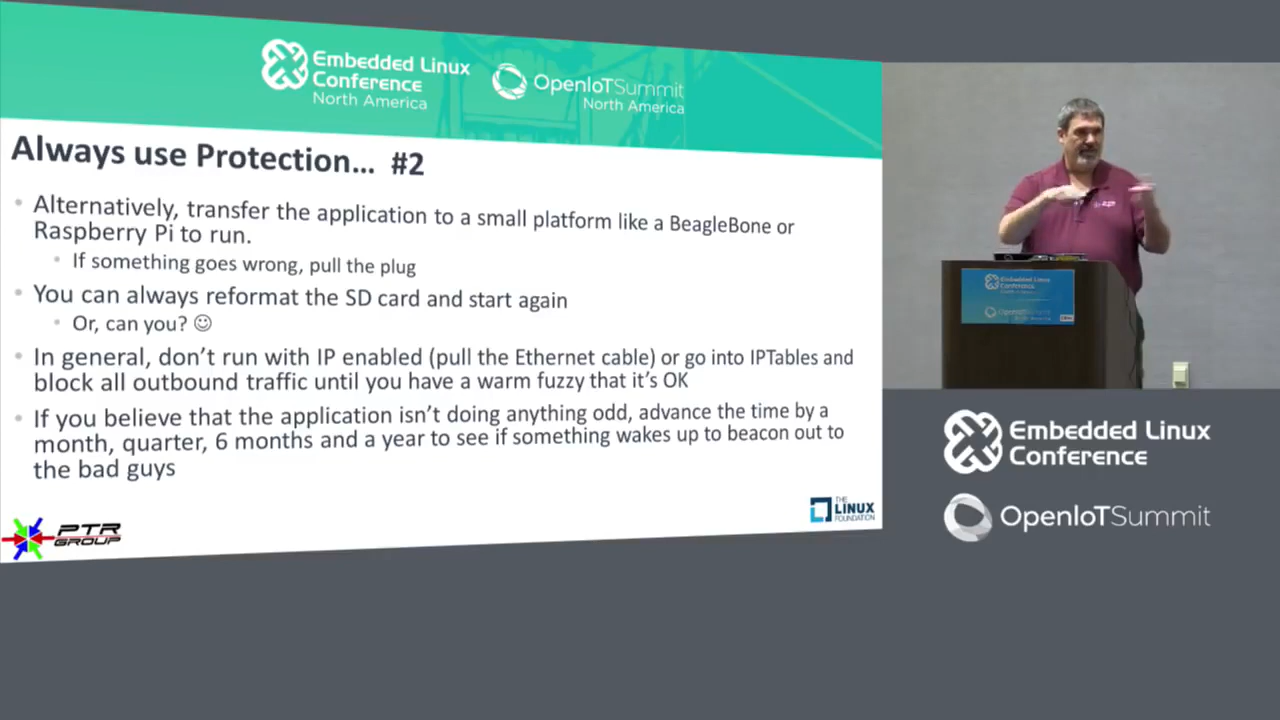 Embedded Linux
Conference
North America
OpenIoTSummit
North America
Always use Protection... #2
• Alternatively, transfer the application to a small platform like a BeagleBone or
Raspberry Pi to run.
• If something goes wrong, pull the plug
• You can always reformat the SD card and start again
• Or, can you? ☺
• In general, don't run with IP enabled (pull the Ethernet cable) or go into IPTables and
block all outbound traffic until you have a warm fuzzy that it's OK
• If you believe that the application isn't doing anything odd, advance the time by a
month, quarter, 6 months and a year to see if something wakes up to beacon out to
the bad guys
PTR
GROUP
THE
LINUX
FOUNDATION
Embedded Linux
Conference
OpenIoTSummit
Embedded Linux
Conference
OpenIoTSummit